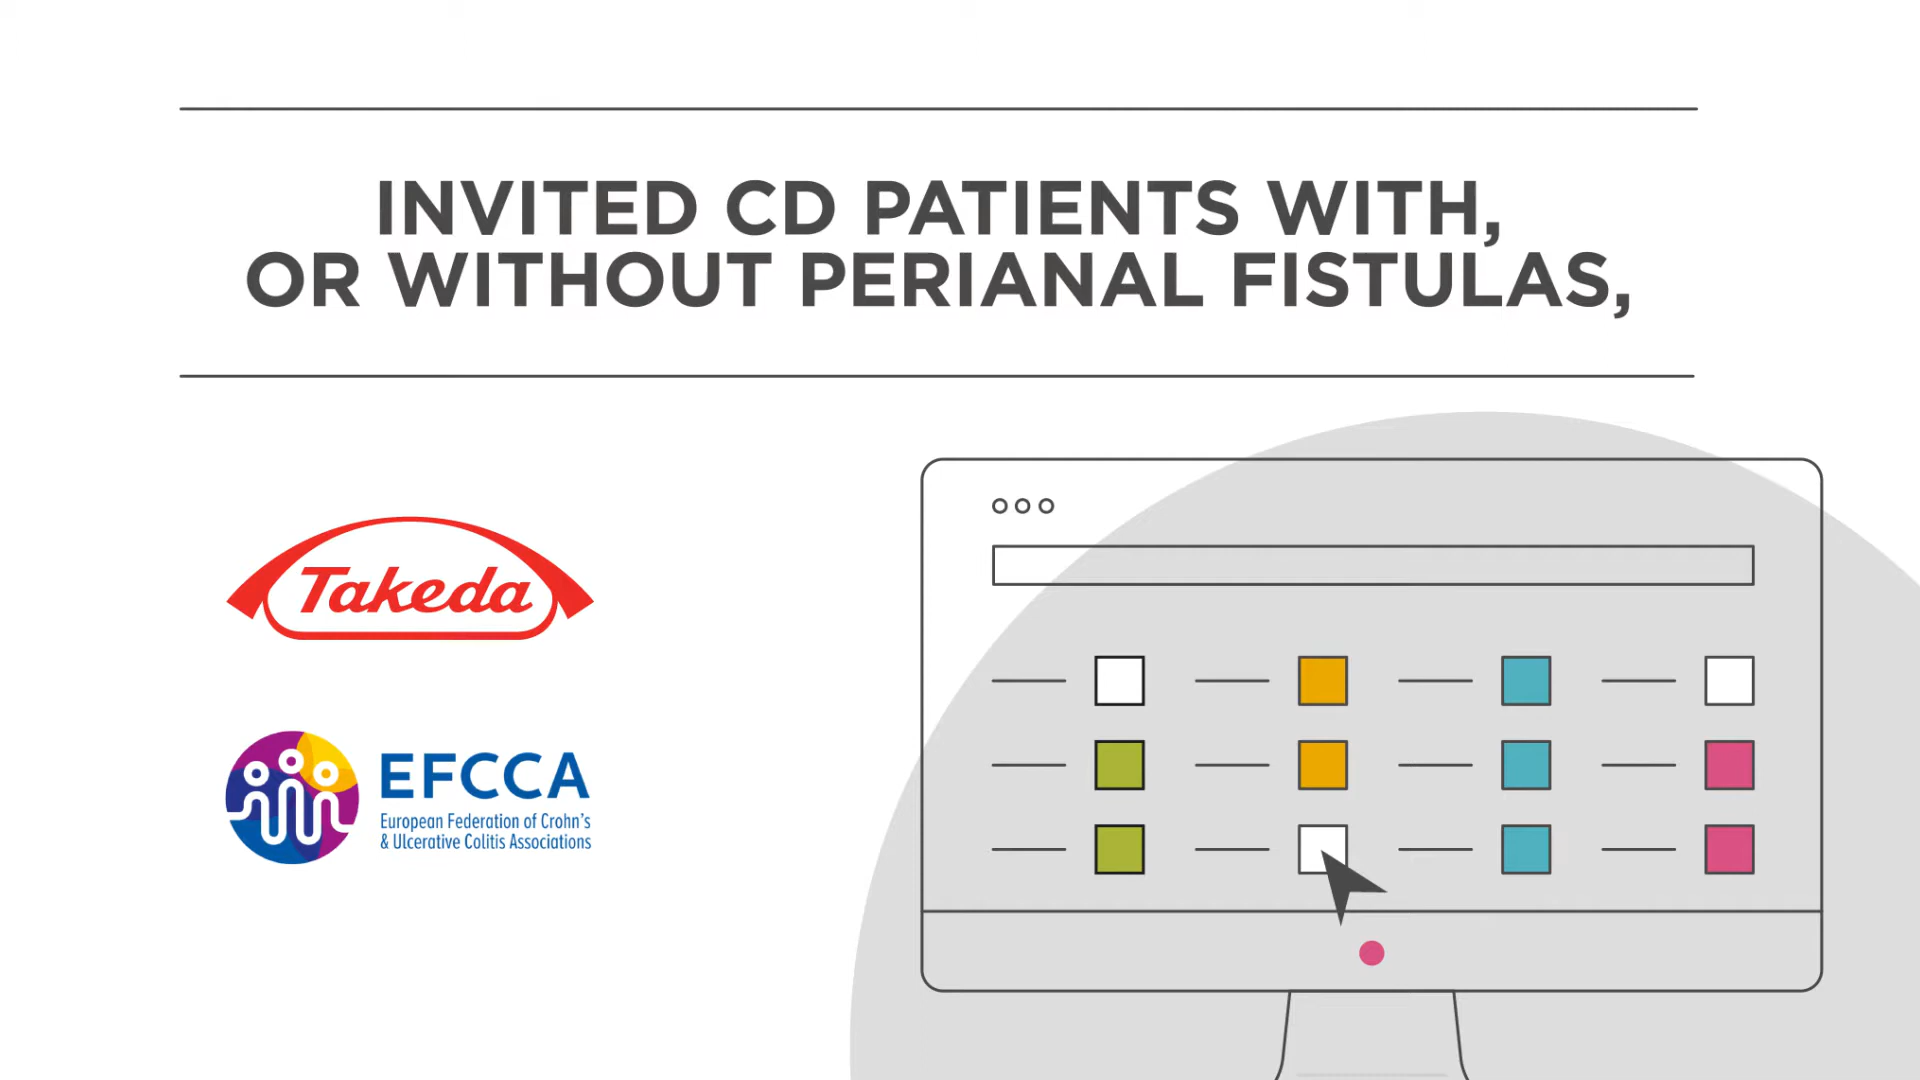 INVITED CD PATIENTS WITH,
OR WITHOUT PERIANAL FISTULAS,
Takeda
EFCCA
European Federation of Crohn's
& Ulcerative Colitis Associations